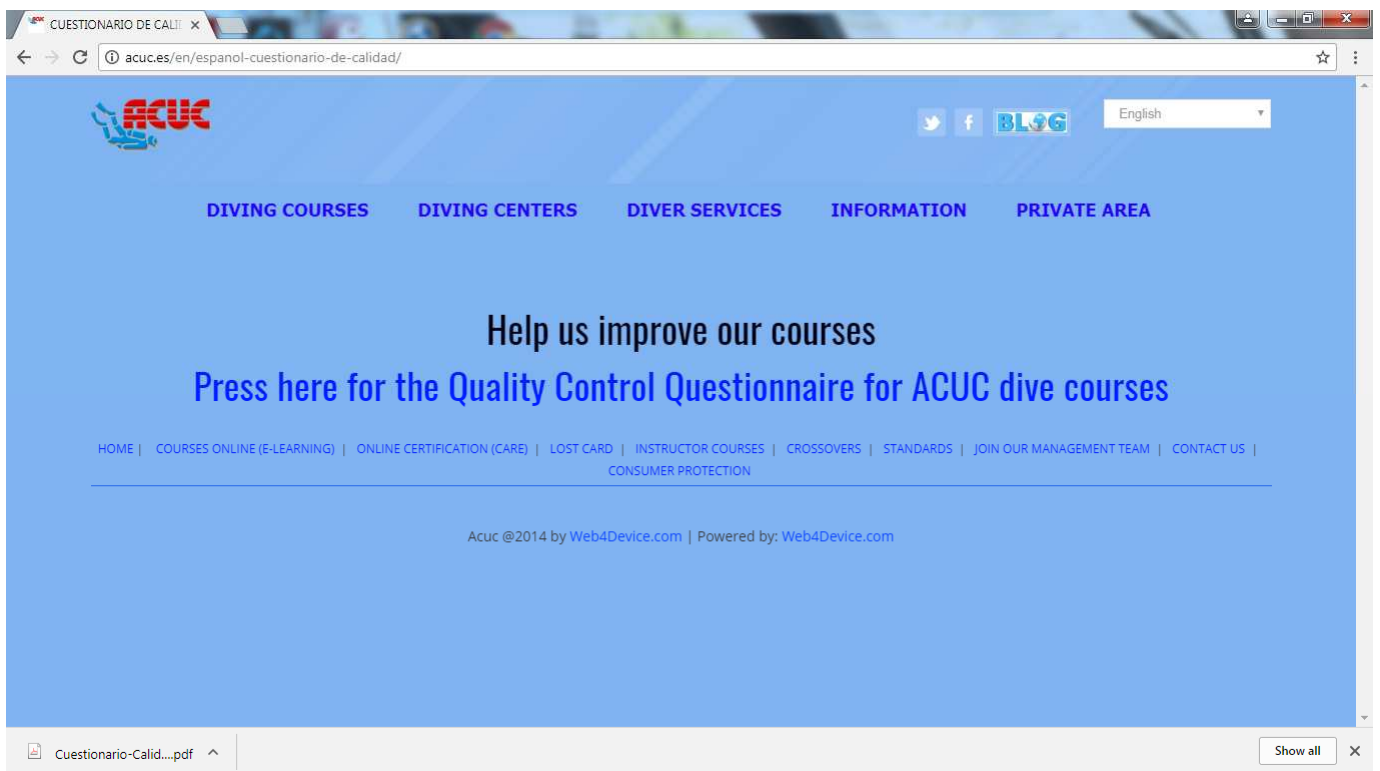 CUESTIONARIO DE CALI
acuc.es/en/espanol-cuestionario-de-calidad/
ACUC
BLOG
English
DIVING COURSES DIVING CENTERS DIVER SERVICES INFORMATION PRIVATE AREA
Help us improve our courses
Press here for the Quality Control Questionnaire for ACUC dive courses
HOME | COURSES ONLINE (E-LEARNING) | ONLINE CERTIFICATION (CARE) | LOST CARD | INSTRUCTOR COURSES | CROSSOVERS | STANDARDS | JOIN OUR MANAGEMENT TEAM | CONTACT US |
CONSUMER PROTECTION
Acuc @2014 by Web4Device.com | Powered by: Web4Device.com
Cuestionario-Calid....pdf
Show all